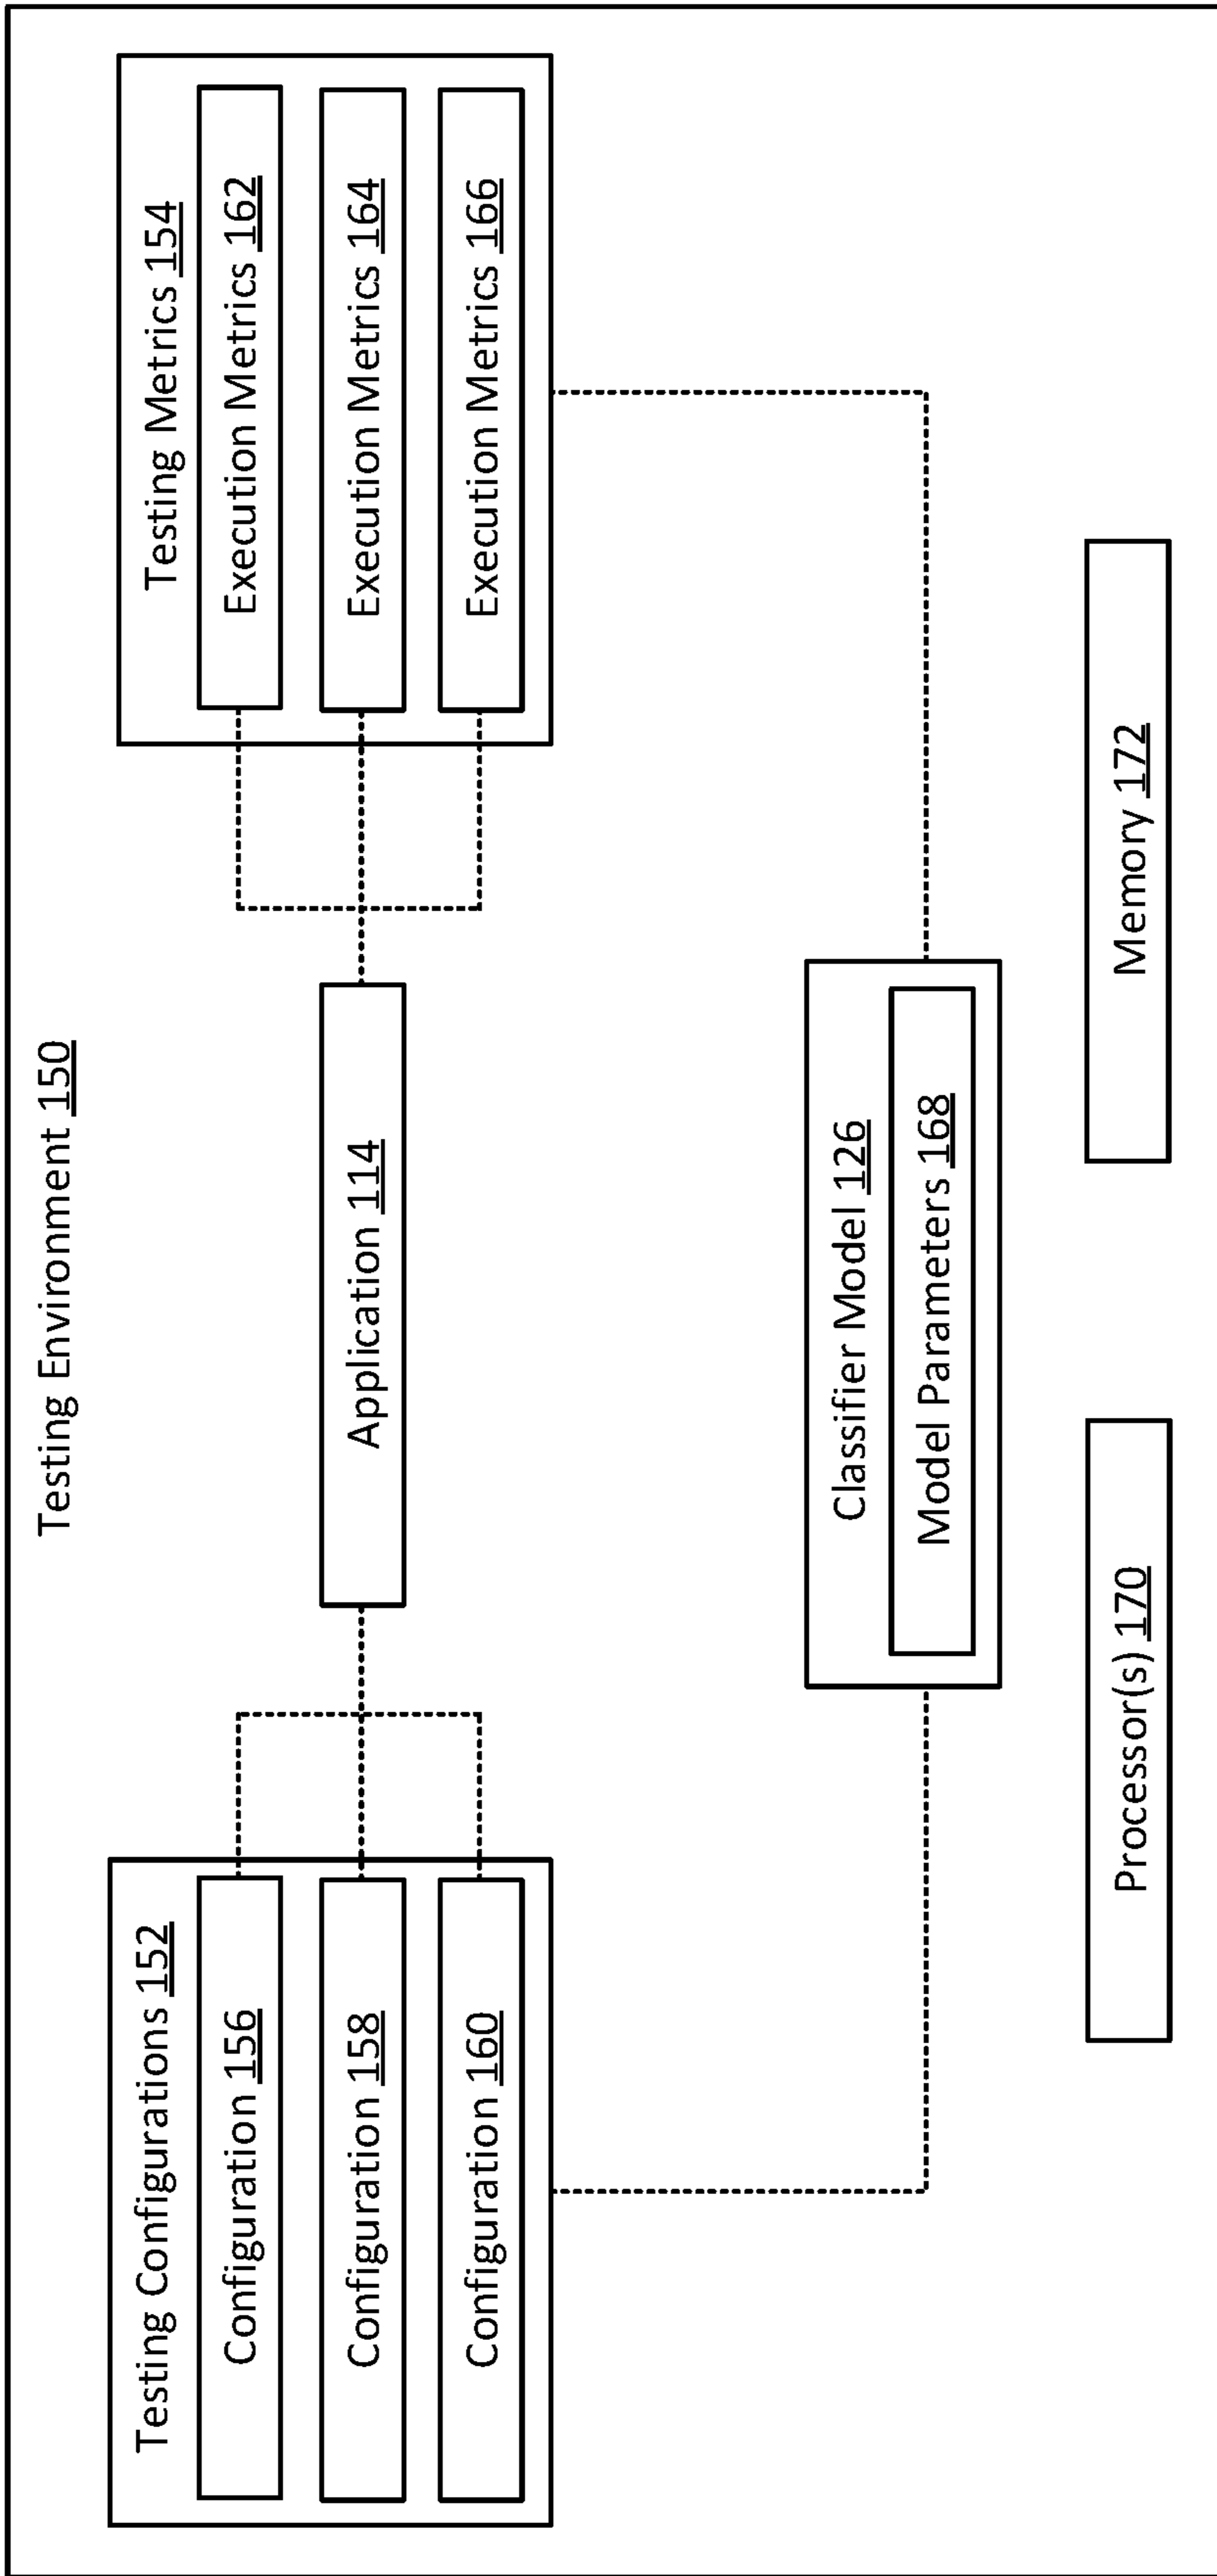 Testing Environment 150
Testing Configurations 152
Configuration 156
Configuration 158
Configuration 160
Application 114
Testing Metrics 154
Execution Metrics 162
Execution Metrics 164
Execution Metrics 166
Classifier Model 126
Model Parameters 168
Processor(s) 170
Memory 172